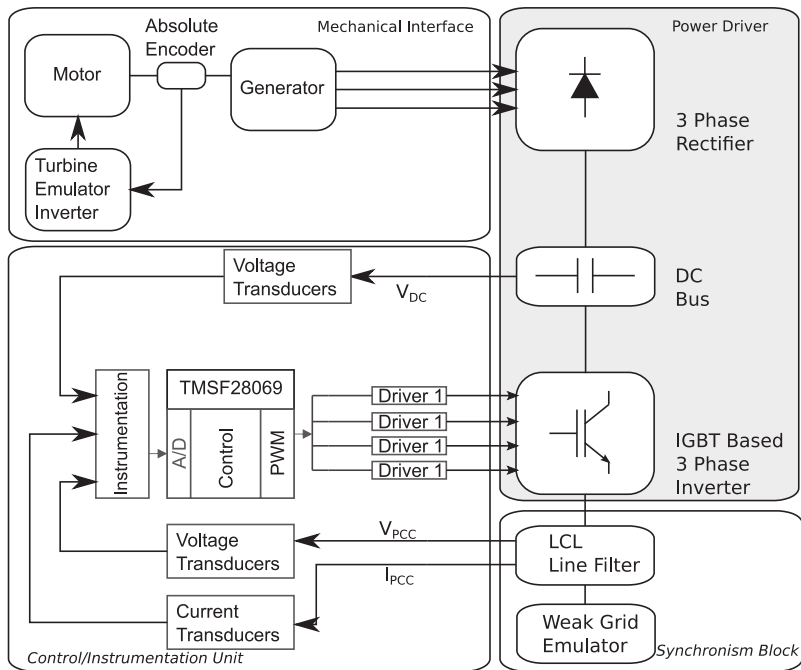 Mechanical Interface
Absolute
Encoder
Motor
Generator
Turbine
Emulator
Inverter
Power Driver
3 Phase
Rectifier
Voltage
Transducers
V_DC
DC
Bus
Instrumentation
TMSF28069
A/D
Control
PWM
Driver 1
Driver 1
Driver 1
Driver 1
IGBT Based
3 Phase
Inverter
Voltage
Transducers
V_PCC
I_PCC
LCL
Line Filter
Current
Transducers
Weak Grid
Emulator
Control/Instrumentation Unit
Synchronism Block